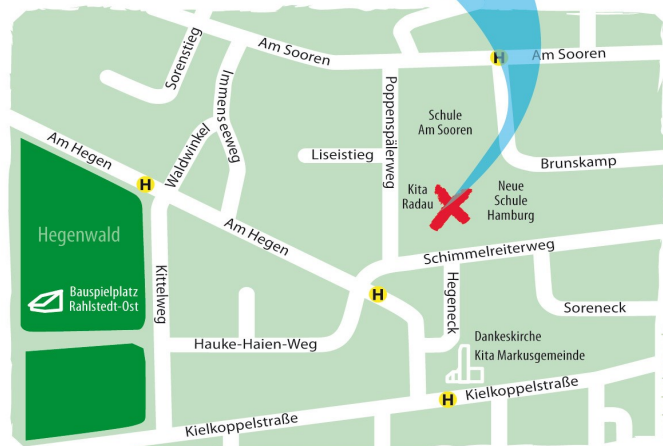 Sorenstieg
Am Sooren
H
Am Sooren
Immenseeweg
Poppenspälerweg
Schule
Am Sooren
Am Hegen
Waldwinkel
Liseistieg
Brunskamp
H
Kita
Radau
Neue
Schule
Hamburg
Hegenwald
Am Hegen
Schimmelreiterweg
Kittelweg
Hegeneck
Bauspielplatz
Rahlstedt-Ost
H
Soreneck
Hauke-Haien-Weg
Dankeskirche
Kita Markusgemeinde
H
Kielkoppelstraße
Kielkoppelstraße